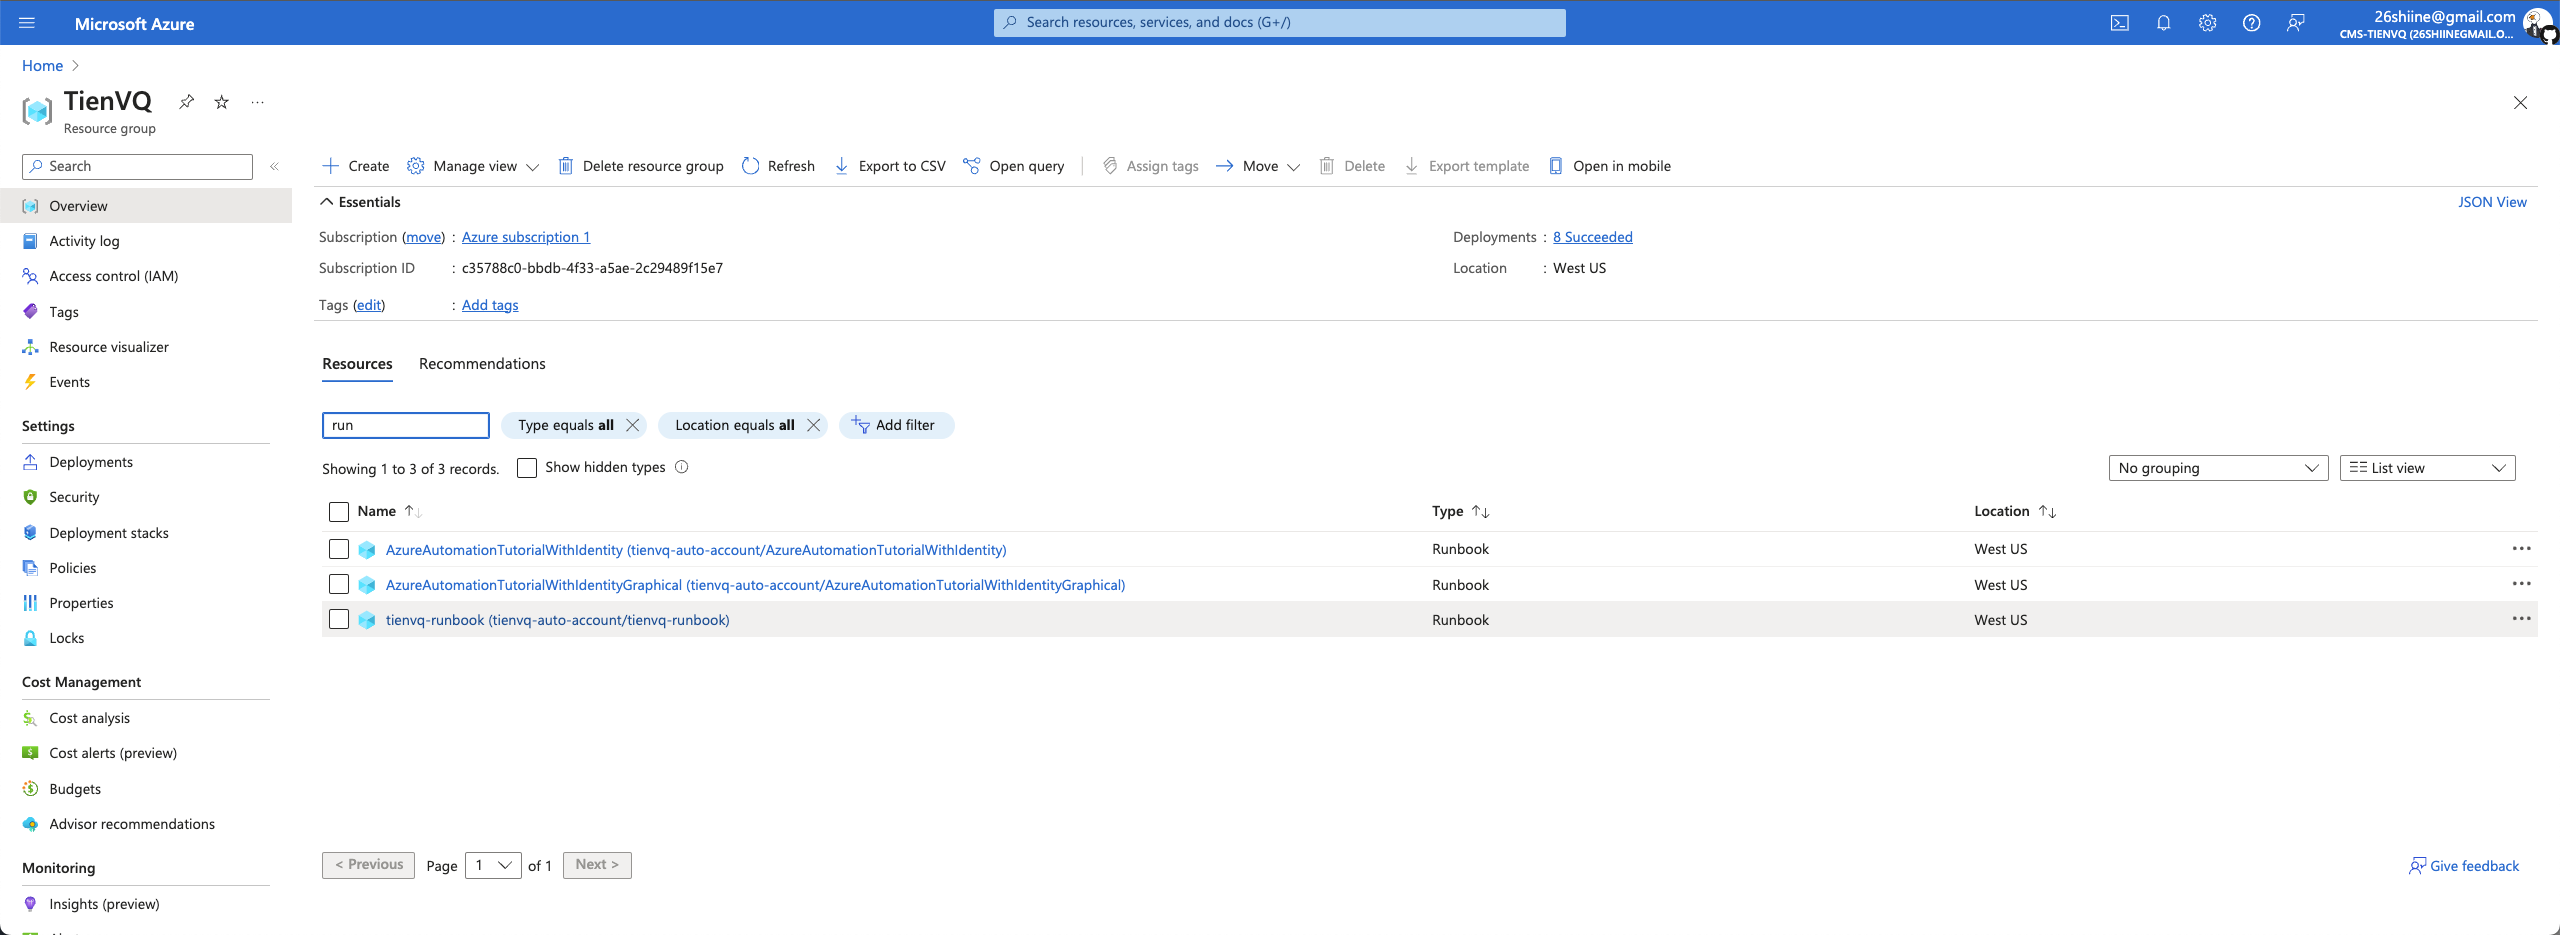 Microsoft Azure
Search resources, services, and docs (G+/)
26shiine@gmail.com
CMS-TIENVQ (26SHIINEGMAIL.O...
Home
TienVQ
Resource group
Search
Create
Manage view
Delete resource group
Refresh
Export to CSV
Open query
Assign tags
Move
Delete
Export template
Open in mobile
Overview
Activity log
Access control (IAM)
Tags
Resource visualizer
Events
Settings
Deployments
Security
Deployment stacks
Policies
Properties
Locks
Cost Management
Cost analysis
Cost alerts (preview)
Budgets
Advisor recommendations
Monitoring
Insights (preview)
Essentials
JSON View
Subscription (move) : Azure subscription 1
Deployments : 8 Succeeded
Subscription ID : c35788c0-bbdb-4f33-a5ae-2c29489f15e7
Location : West US
Tags (edit) : Add tags
Resources Recommendations
run
Type equals all
Location equals all
Add filter
Showing 1 to 3 of 3 records.
Show hidden types
No grouping
List view
Name Type Location
AzureAutomationTutorialWithIdentity (tienvq-auto-account/AzureAutomationTutorialWithIdentity) Runbook West US
AzureAutomationTutorialWithIdentityGraphical (tienvq-auto-account/AzureAutomationTutorialWithIdentityGraphical) Runbook West US
tienvq-runbook (tienvq-auto-account/tienvq-runbook) Runbook West US
< Previous Page 1 of 1 Next >
Give feedback